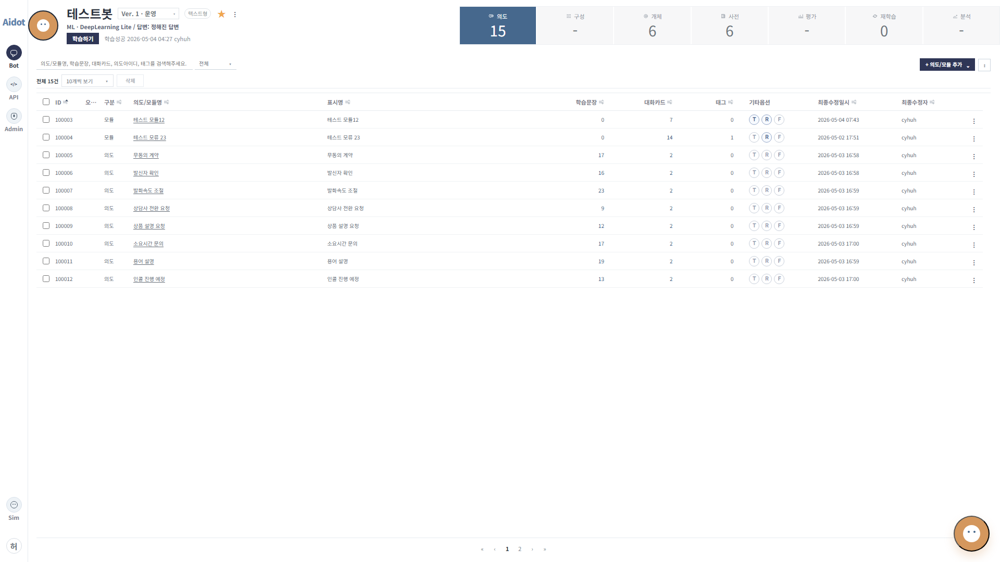 Aidot
Bot
</>
API
Admin
Sim
허
테스트봇 Ver. 1 · 운영 텍스트형
ML · DeepLearning Lite / 답변: 정해진 답변
학습하기 학습성공 2026-05-04 04:27 cyhuh
의도 15
구성 -
개체 6
사전 6
평가 -
재학습 0
분석 -
의도/모듈명, 학습문장, 대화카드, 의도아이디, 태그를 검색해주세요. 전체
+ 의도/모듈 추가
전체 15건 10개씩 보기 삭제
ID 오... 구분 의도/모듈명 표시명 학습문장 대화카드 태그 기타옵션 최종수정일시 최종수정자
100003 모듈 테스트 모듈12 테스트 모듈12 0 7 0 T R F 2026-05-04 07:43 cyhuh
100004 모듈 테스트 모류 23 테스트 모류 23 0 14 1 T R F 2026-05-02 17:51 cyhuh
100005 의도 무동의 계약 무동의 계약 17 2 0 T R F 2026-05-03 16:58 cyhuh
100006 의도 발신자 확인 발신자 확인 16 2 0 T R F 2026-05-03 16:58 cyhuh
100007 의도 발화속도 조절 발화속도 조절 23 2 0 T R F 2026-05-03 16:59 cyhuh
100008 의도 상담사 전환 요청 상담사 전환 요청 9 2 0 T R F 2026-05-03 16:59 cyhuh
100009 의도 상품 설명 요청 상품 설명 요청 12 2 0 T R F 2026-05-03 16:59 cyhuh
100010 의도 소요시간 문의 소요시간 문의 17 2 0 T R F 2026-05-03 17:00 cyhuh
100011 의도 용어 설명 용어 설명 19 2 0 T R F 2026-05-03 16:59 cyhuh
100012 의도 인콜 진행 예정 인콜 진행 예정 13 2 0 T R F 2026-05-03 17:00 cyhuh
« ‹ 1 2 › »